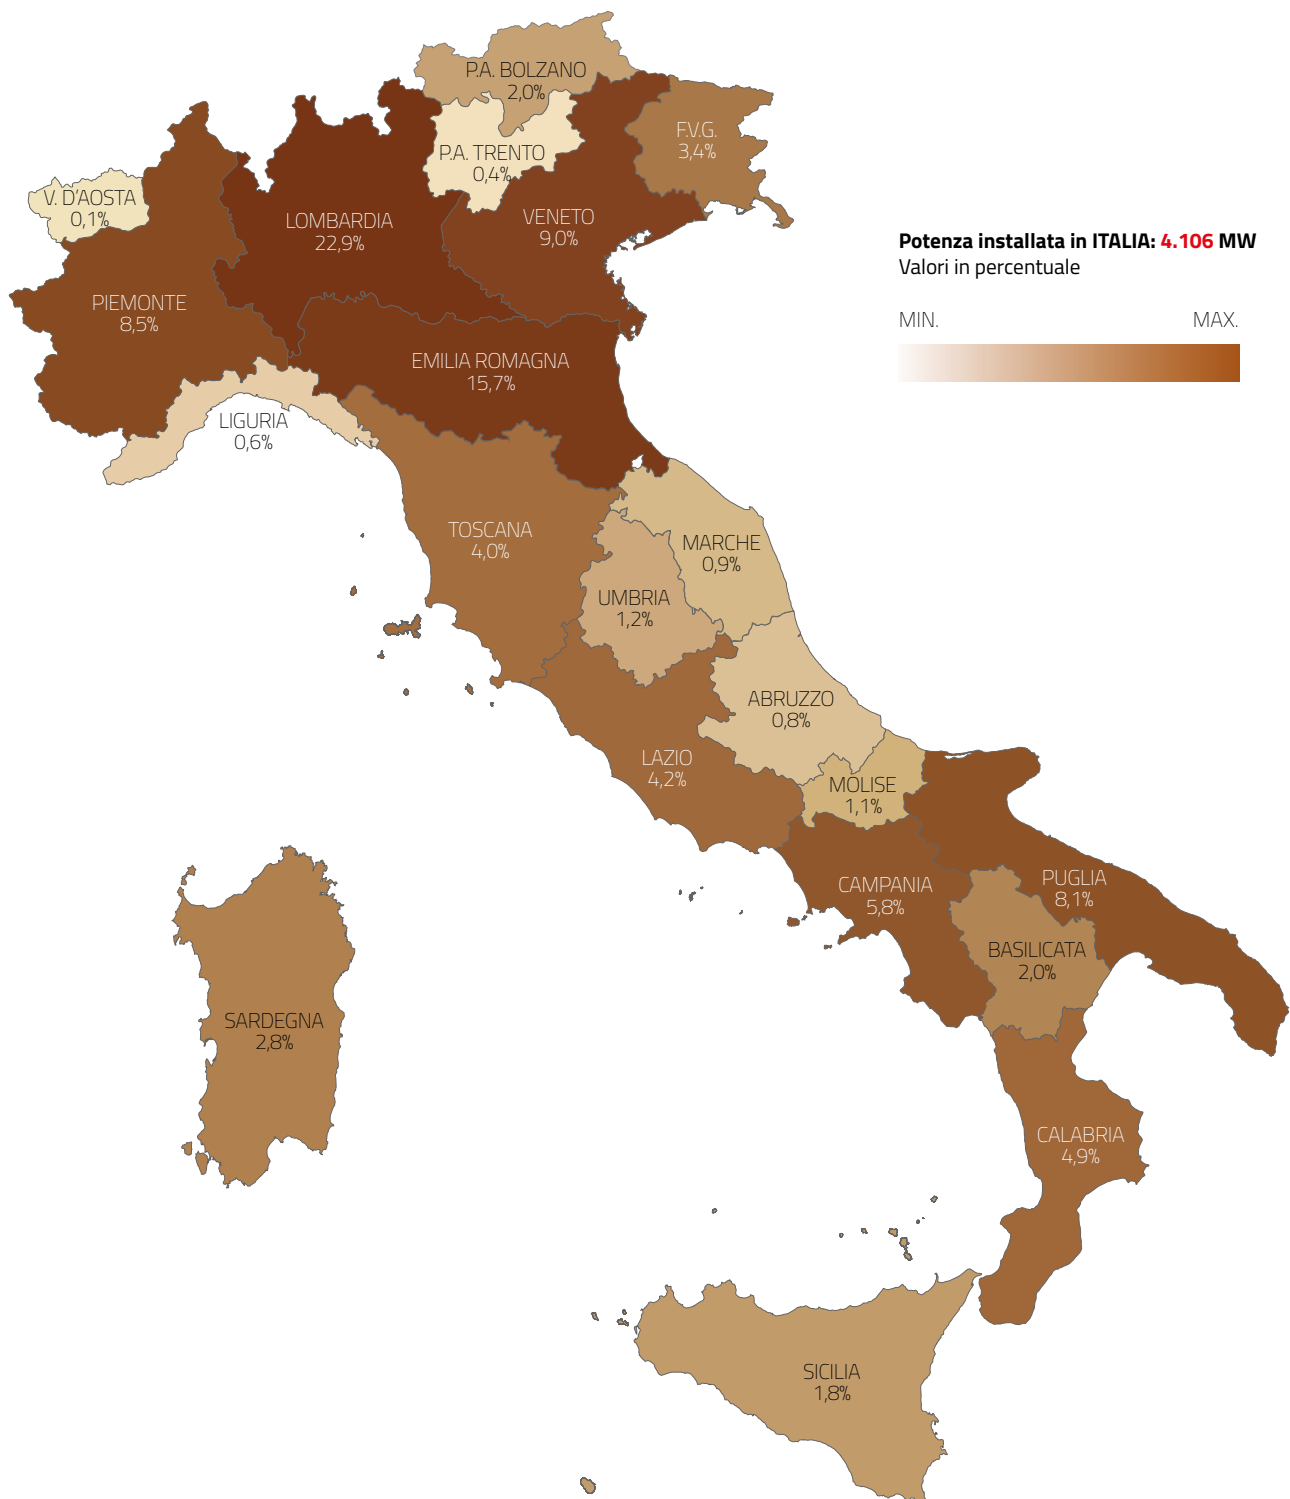 P.A. BOLZANO
2,0%
F.V.G.
3,4%
P.A. TRENTO
0,4%
V. D'AOSTA
0,1%
LOMBARDIA
22,9%
VENETO
9,0%
Potenza installata in ITALIA: 4.106 MW
Valori in percentuale
MIN. MAX.
PIEMONTE
8,5%
EMILIA ROMAGNA
15,7%
LIGURIA
0,6%
TOSCANA
4,0%
MARCHE
0,9%
UMBRIA
1,2%
ABRUZZO
0,8%
LAZIO
4,2%
MOLISE
1,1%
CAMPANIA
5,8%
PUGLIA
8,1%
BASILICATA
2,0%
SARDEGNA
2,8%
CALABRIA
4,9%
SICILIA
1,8%